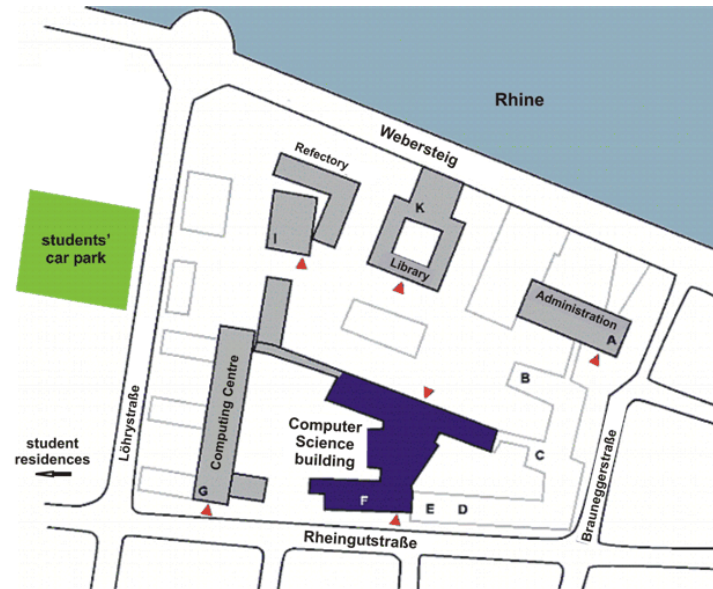 Rhine
Webersteig
Refectory
K
I
Library
students'
car park
Administration
A
B
Computing Centre
Computer
Science
building
C
Löhrystraße
student
residences
G
F
E
D
Brauneggerstraße
Rheingutstraße